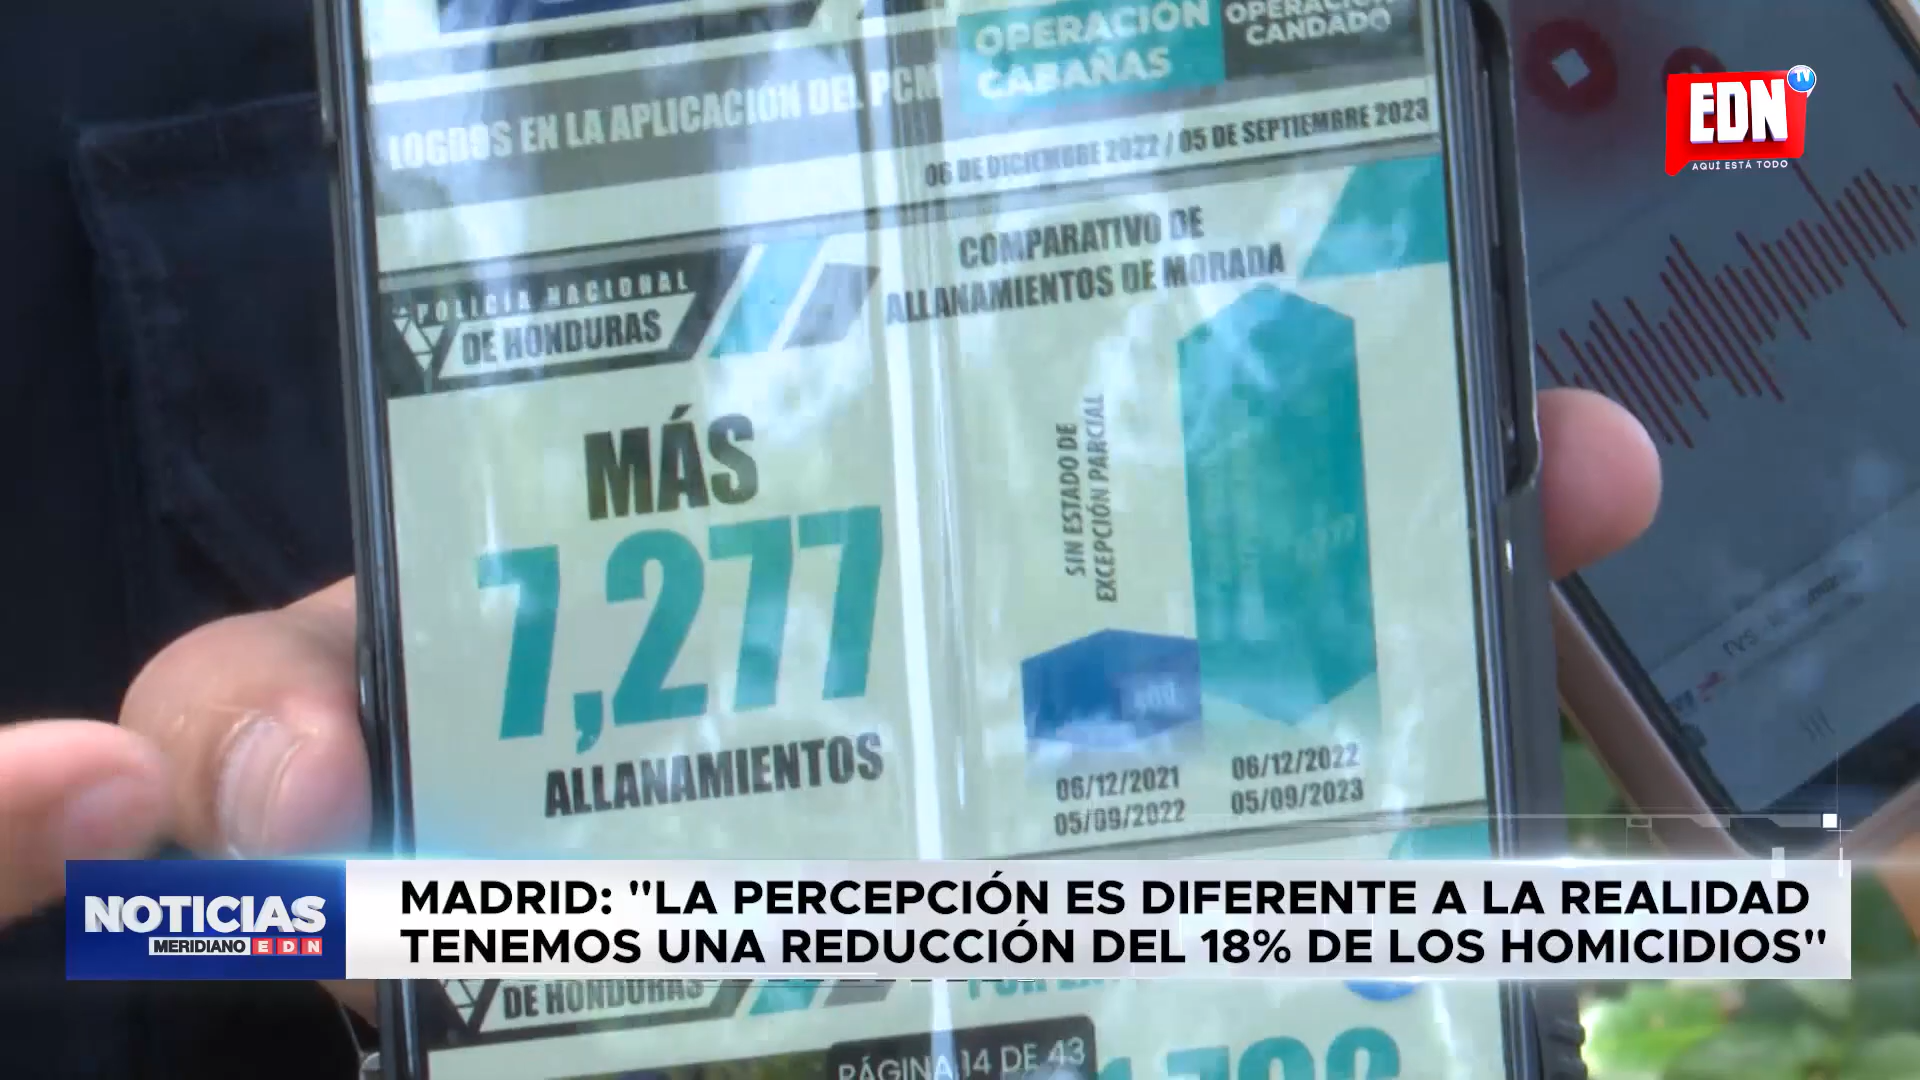 OPERACIÓN
CABAÑAS
OPERACIÓN
CANDADO
LOGROS EN LA APLICACIÓN DEL PCM
06 DE DICIEMBRE 2022 / 05 DE SEPTIEMBRE 2023
EDN TV
AQUÍ ESTÁ TODO
POLICIA NACIONAL
DE HONDURAS
COMPARATIVO DE
ALLANAMIENTOS DE MORADA
MÁS
7,277
ALLANAMIENTOS
SIN ESTADO DE
EXCEPCIÓN PARCIAL
06/12/2021
05/09/2022
06/12/2022
05/09/2023
NOTICIAS
MERIDIANO EDN
MADRID: "LA PERCEPCIÓN ES DIFERENTE A LA REALIDAD
TENEMOS UNA REDUCCIÓN DEL 18% DE LOS HOMICIDIOS"
DE HONDURAS
PÁGINA 14 DE 43